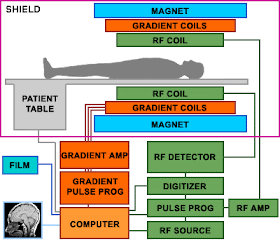 SHIELD
MAGNET
GRADIENT COILS
RF COIL
PATIENT
TABLE
RF COIL
GRADIENT COILS
MAGNET
GRADIENT AMP
RF DETECTOR
FILM
GRADIENT
PULSE PROG
DIGITIZER
COMPUTER
PULSE PROG
RF AMP
RF SOURCE